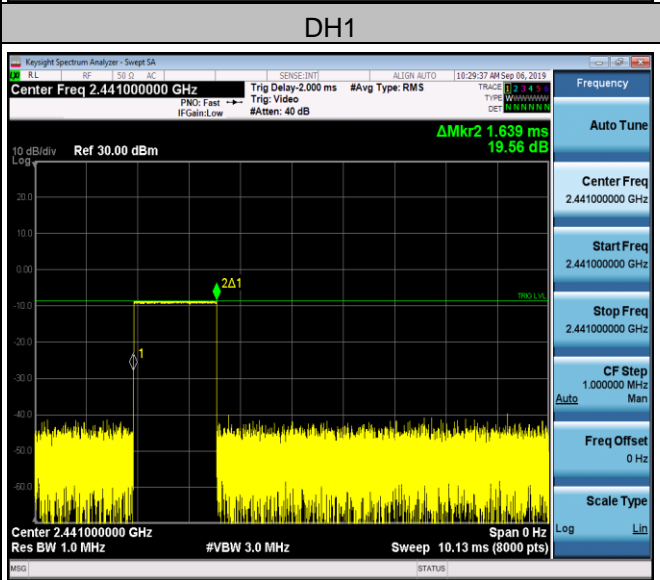 DH1
Keysight Spectrum Analyzer - Swept SA
RL RF 50 Ω AC SENSE:INT ALIGN AUTO 10:29:37 AM Sep 06, 2019
Center Freq 2.441000000 GHz
PNO: Fast
IFGain:Low
Trig Delay-2.000 ms
Trig: Video
#Atten: 40 dB
#Avg Type: RMS
TRACE 1 2 3 4 5 6
TYPE WWWWWW
DET N N N N N N
Frequency
ΔMkr2 1.639 ms
19.56 dB
10 dB/div Ref 30.00 dBm
Log
20.0
10.0
0.00
-10.0
-30.0
-40.0
-50.0
-60.0
2Δ1
TRIG LVL
1
Center 2.441000000 GHz Span 0 Hz
Res BW 1.0 MHz #VBW 3.0 MHz Sweep 10.13 ms (8000 pts)
Auto Tune
Center Freq
2.441000000 GHz
Start Freq
2.441000000 GHz
Stop Freq
2.441000000 GHz
CF Step
1.000000 MHz
Auto Man
Freq Offset
0 Hz
Scale Type
Log Lin
MSG STATUS